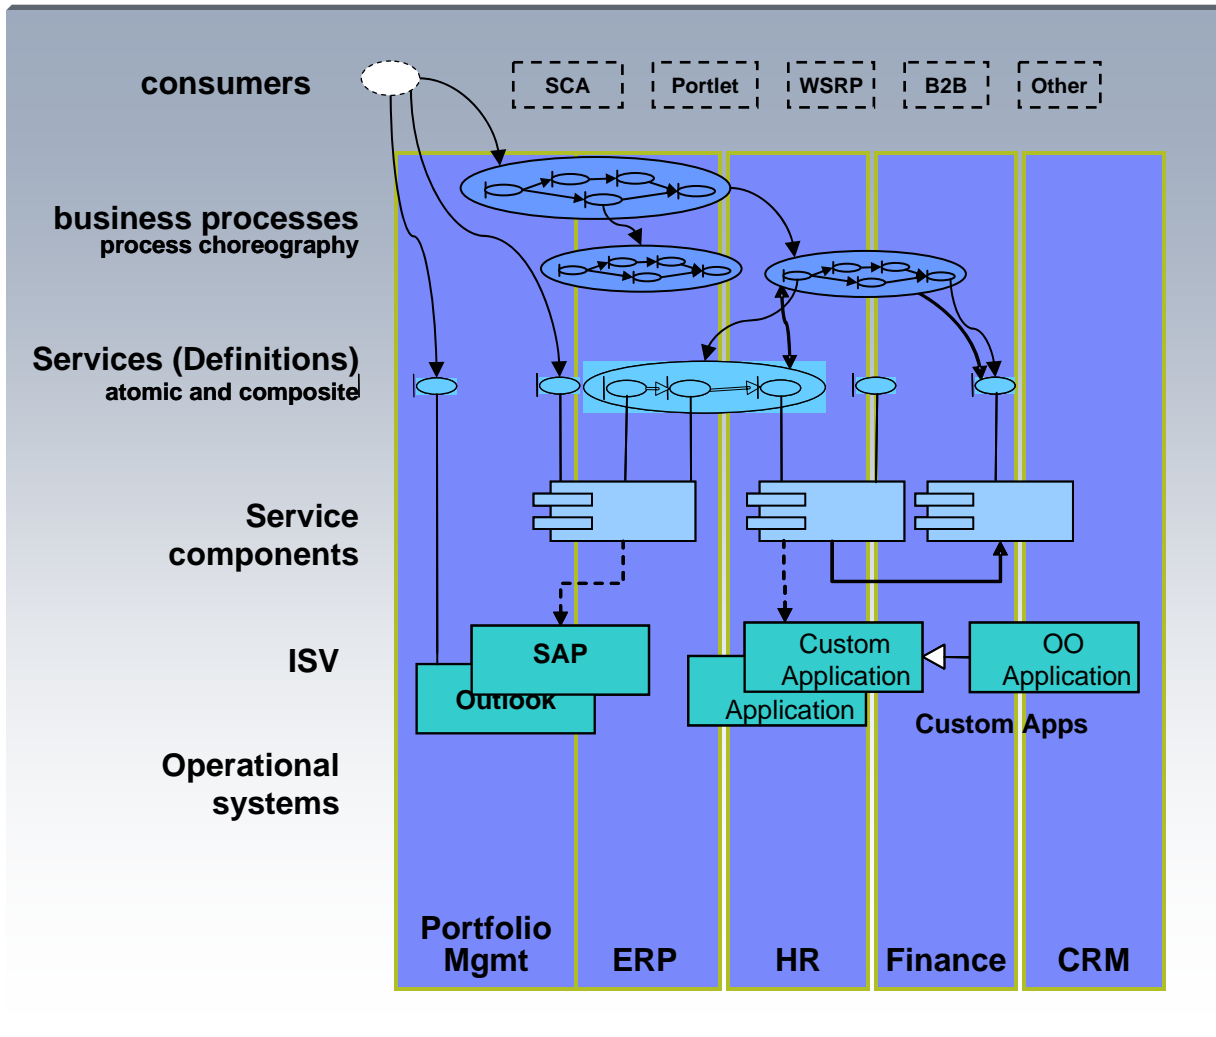 consumers
SCA
Portlet
WSRP
B2B
Other
business processes
process choreography
Services (Definitions)
atomic and composite
Service
components
ISV
SAP
Outlook
Custom
Application
Application
OO
Application
Custom Apps
Operational
systems
Portfolio
Mgmt
ERP
HR
Finance
CRM